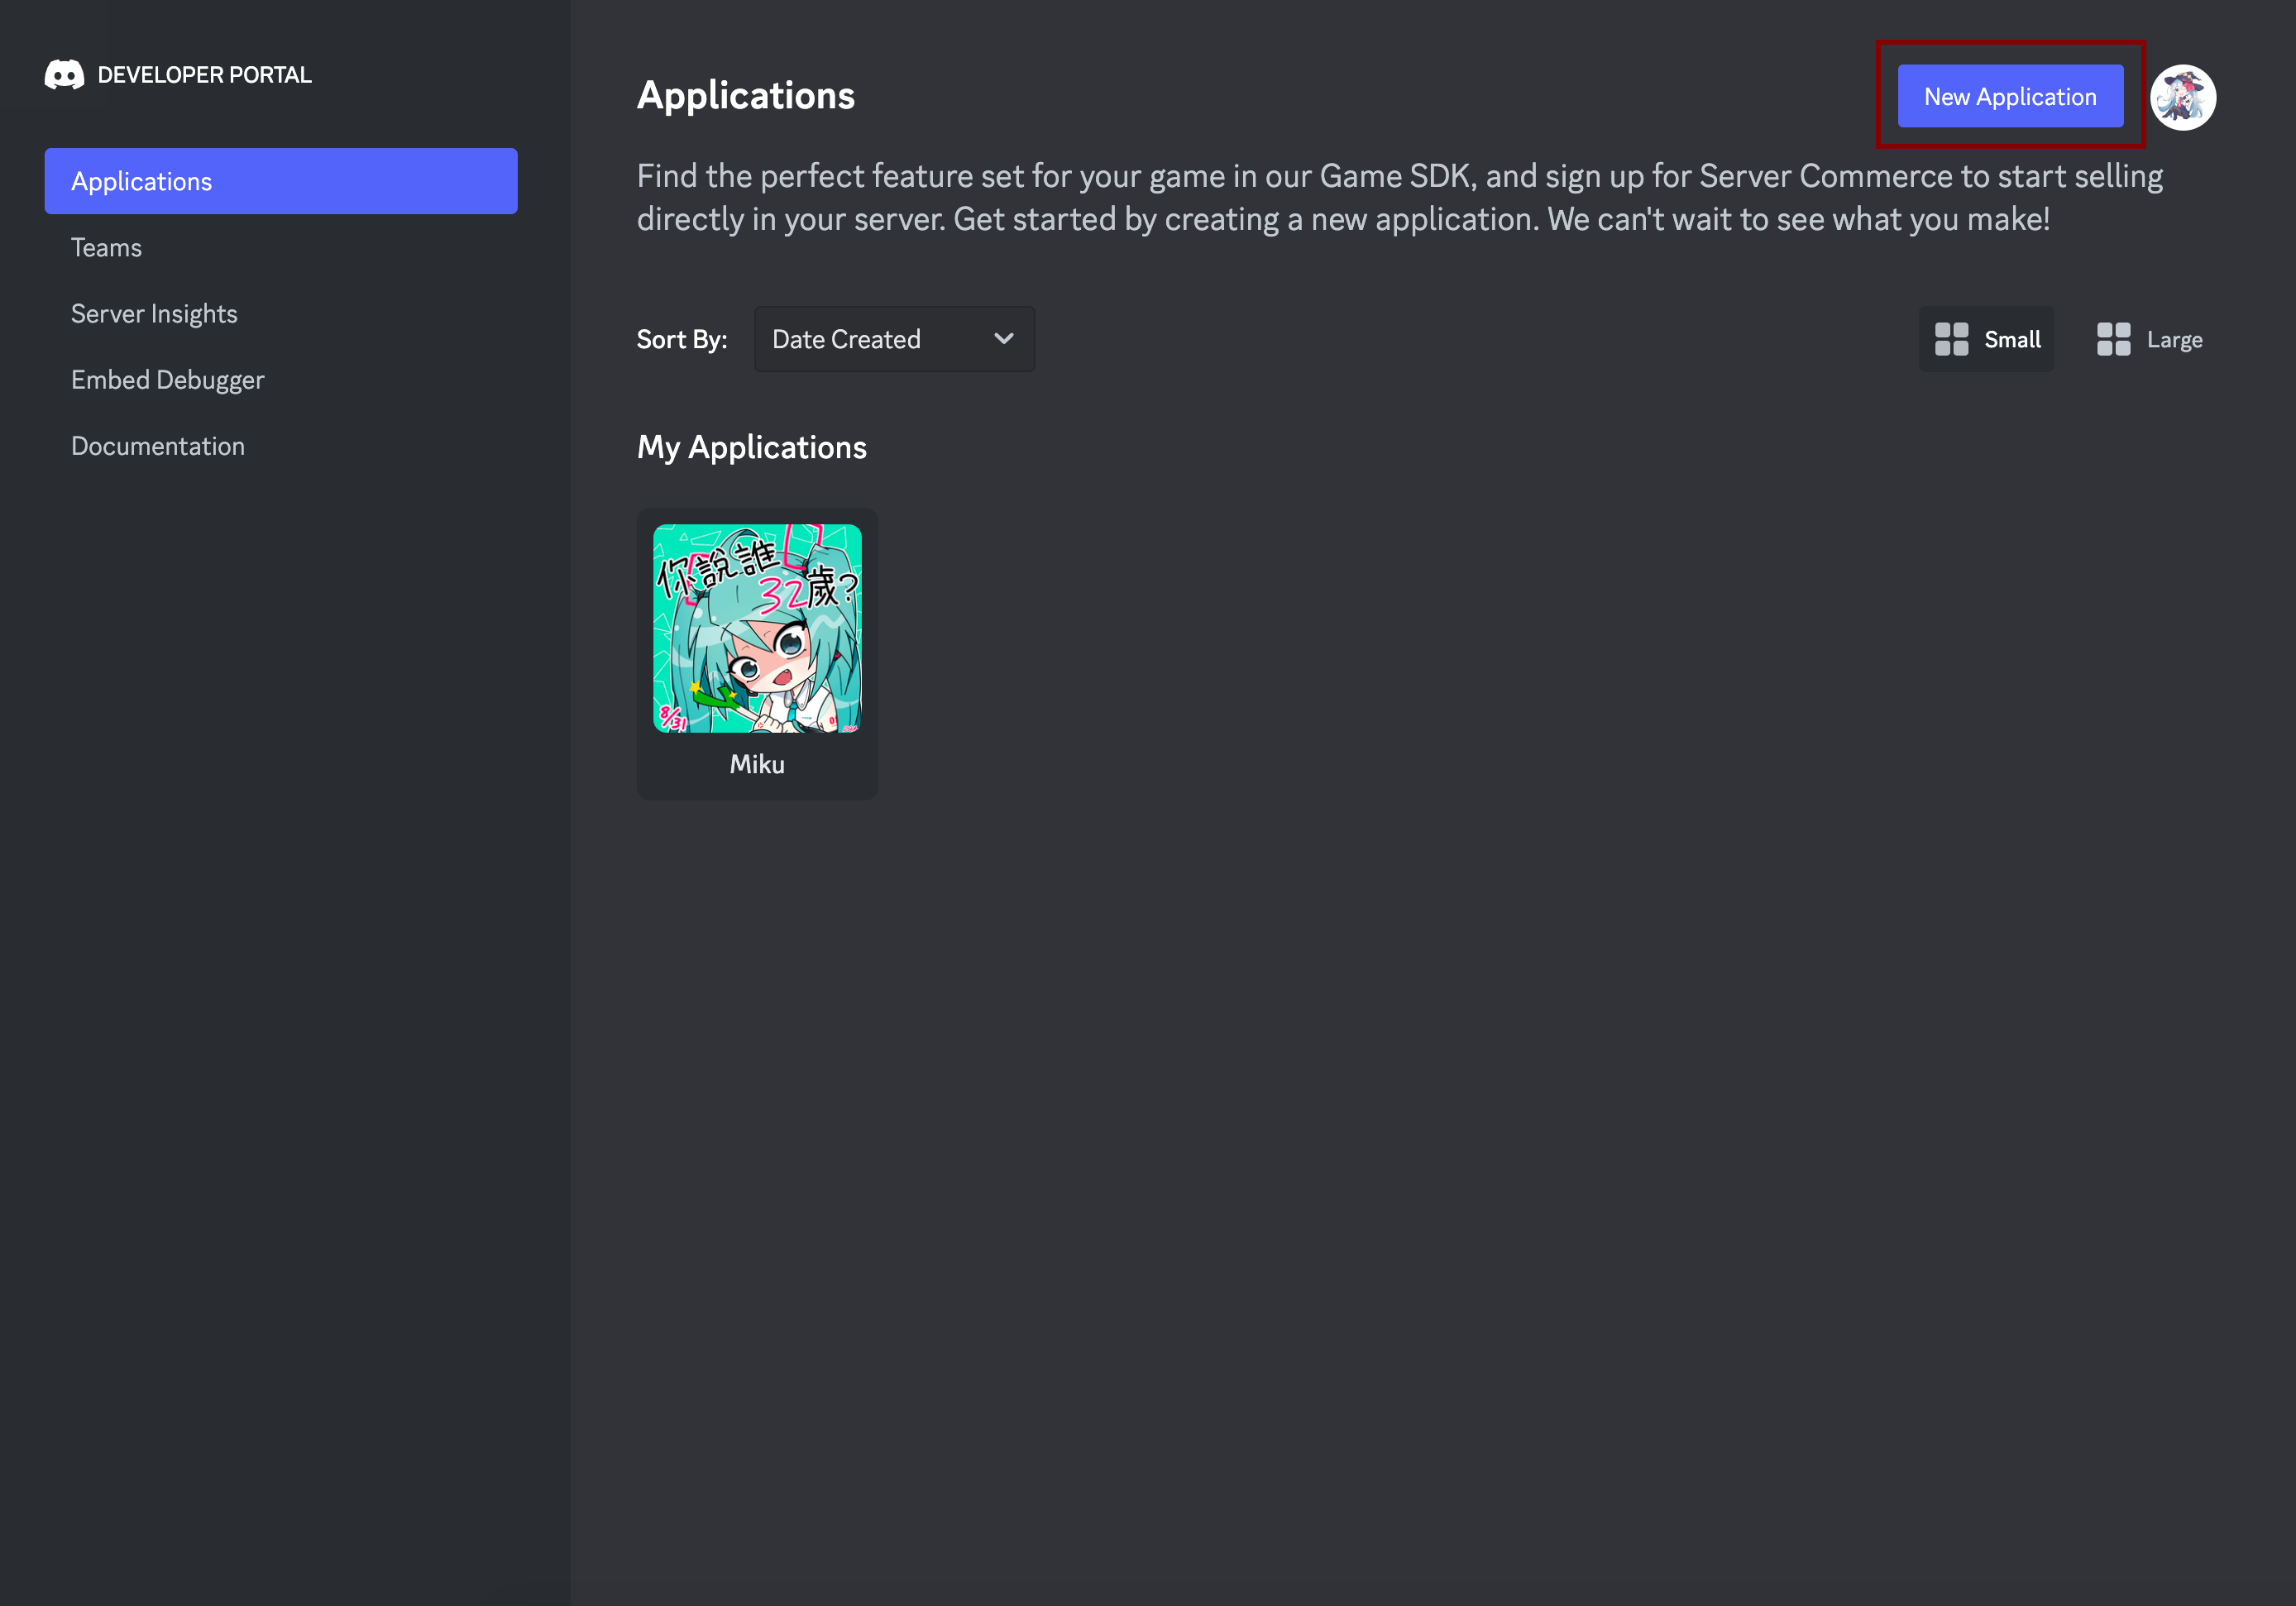 DEVELOPER PORTAL
Applications
Teams
Server Insights
Embed Debugger
Documentation
Applications
New Application
Find the perfect feature set for your game in our Game SDK, and sign up for Server Commerce to start selling
directly in your server. Get started by creating a new application. We can't wait to see what you make!
Sort By:
Date Created
Small
Large
My Applications
你說誰
32歲?
8/31
Miku